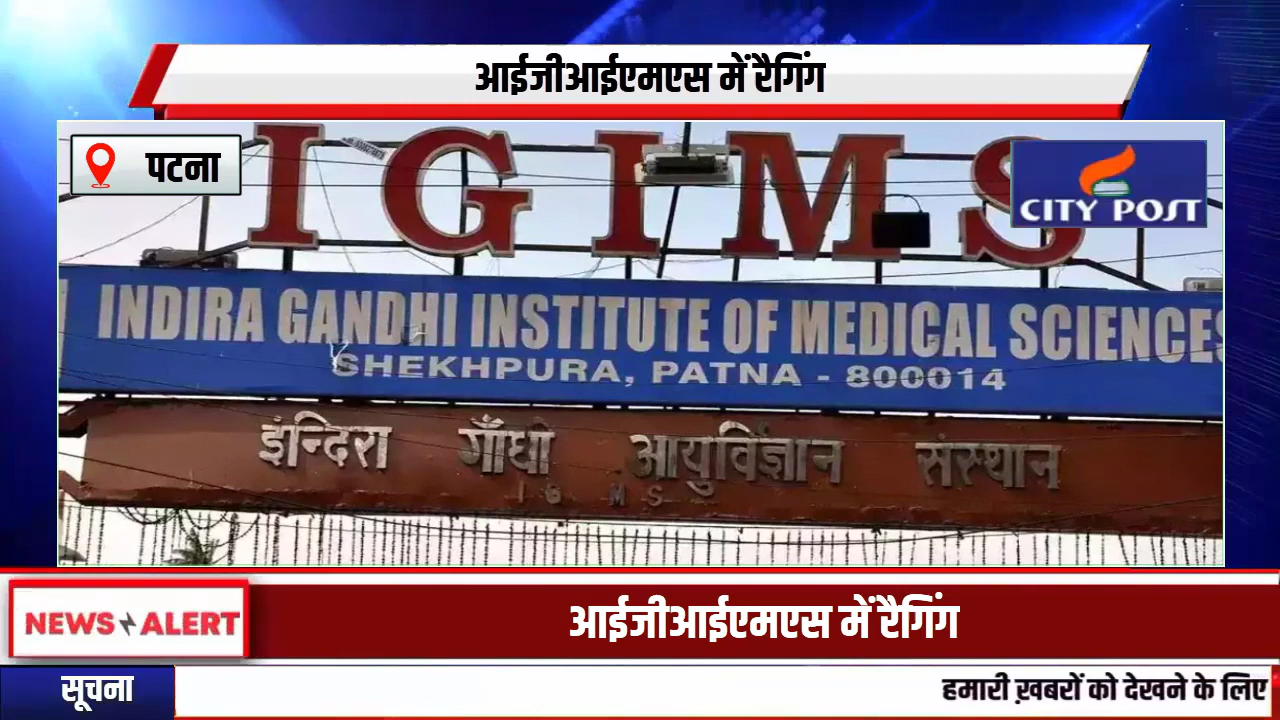 आईजीआईएमएस में रैगिंग
पटना
IGIMS
CITY POST
INDIRA GANDHI INSTITUTE OF MEDICAL SCIENCES
SHEKHPURA, PATNA - 800014
इन्दिरा गाँधी आयुर्विज्ञान संस्थान
I G I M S
NEWS ALERT
आईजीआईएमएस में रैगिंग
सूचना
हमारी ख़बरों को देखने के लिए